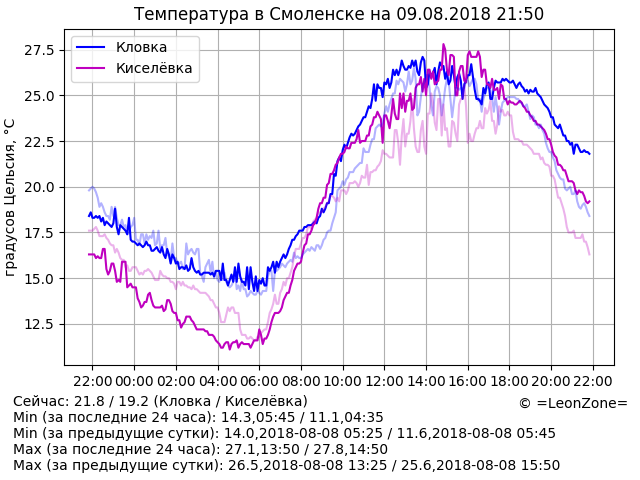 Температура в Смоленске на 09.08.2018 21:50
Кловка
Киселёвка
градусов Цельсия, °C
27.5
25.0
22.5
20.0
17.5
15.0
12.5
22:00 00:00 02:00 04:00 06:00 08:00 10:00 12:00 14:00 16:00 18:00 20:00 22:00
Сейчас: 21.8 / 19.2 (Кловка / Киселёвка)
© =LeonZone=
Min (за последние 24 часа): 14.3,05:45 / 11.1,04:35
Min (за предыдущие сутки): 14.0,2018-08-08 05:25 / 11.6,2018-08-08 05:45
Max (за последние 24 часа): 27.1,13:50 / 27.8,14:50
Max (за предыдущие сутки): 26.5,2018-08-08 13:25 / 25.6,2018-08-08 15:50